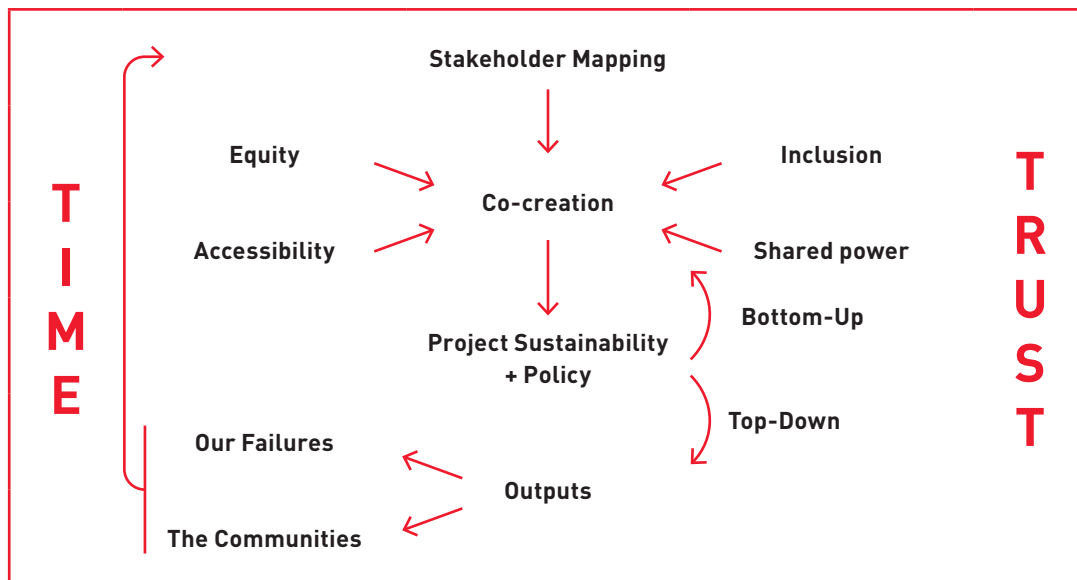 Stakeholder Mapping
Equity
Inclusion
Co-creation
Accessibility
Shared power
Bottom-Up
Project Sustainability
+ Policy
Top-Down
Our Failures
Outputs
The Communities
TIME
TRUST